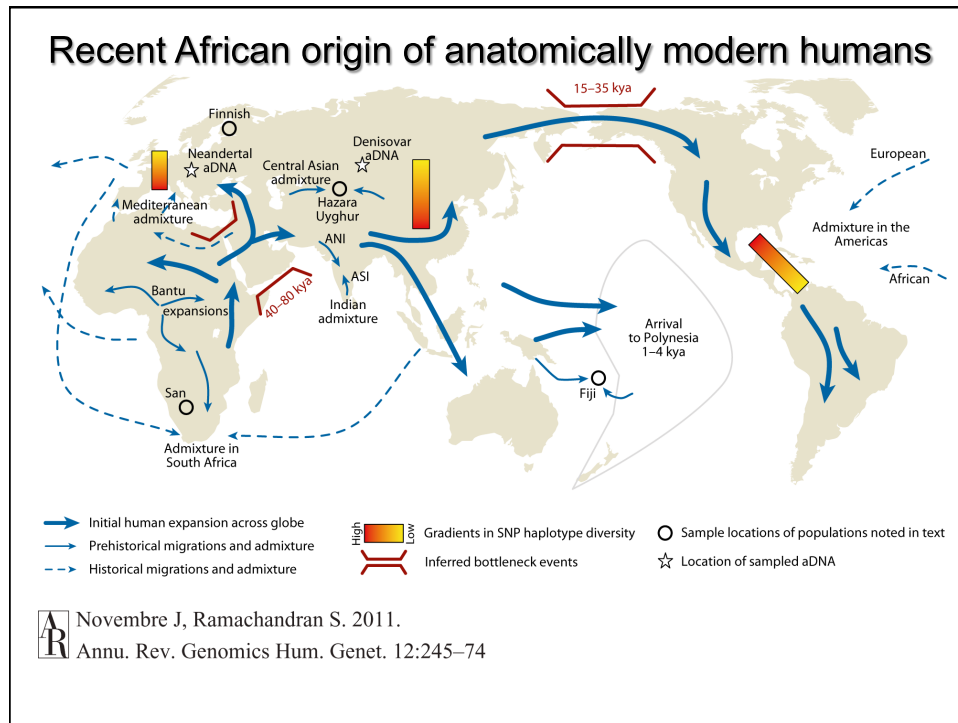 Recent African origin of anatomically modern humans
15–35 kya
Finnish
Neandertal
aDNA
Denisovar
aDNA
Central Asian
admixture
Hazara
Uyghur
Mediterranean
admixture
European
Admixture in the
Americas
African
ANI
ASI
Indian
admixture
40–80 kya
Bantu
expansions
Arrival
to Polynesia
1–4 kya
Fiji
San
Admixture in
South Africa
Initial human expansion across globe
Prehistorical migrations and admixture
Historical migrations and admixture
High
Low
Gradients in SNP haplotype diversity
Inferred bottleneck events
Sample locations of populations noted in text
Location of sampled aDNA
AR
Novembre J, Ramachandran S. 2011.
Annu. Rev. Genomics Hum. Genet. 12:245–74